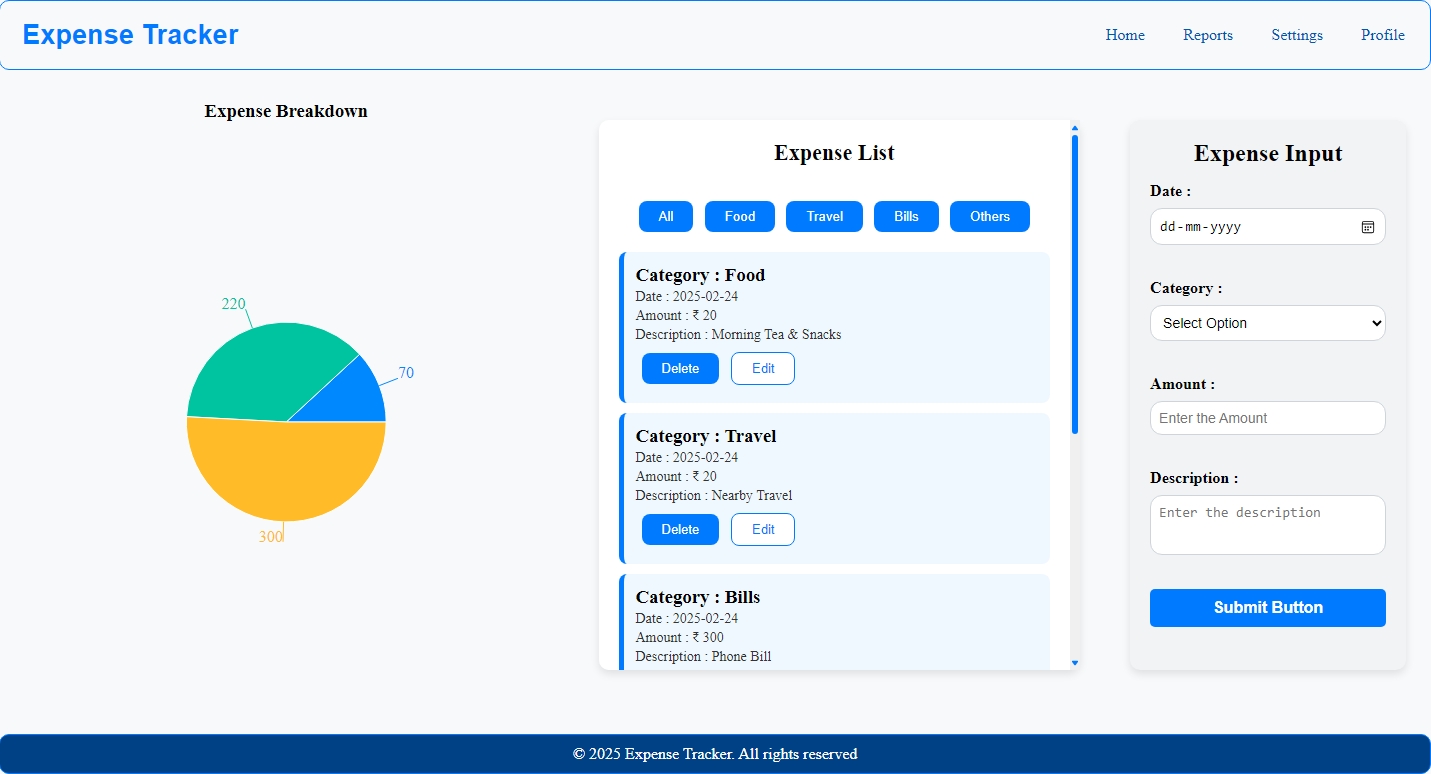 Expense Tracker
Home Reports Settings Profile
Expense Breakdown
220
70
300
Expense List
All Food Travel Bills Others
Category : Food
Date : 2025-02-24
Amount : ₹ 20
Description : Morning Tea & Snacks
Delete Edit
Category : Travel
Date : 2025-02-24
Amount : ₹ 20
Description : Nearby Travel
Delete Edit
Category : Bills
Date : 2025-02-24
Amount : ₹ 300
Description : Phone Bill
Expense Input
Date :
dd-mm-yyyy
Category :
Select Option
Amount :
Enter the Amount
Description :
Enter the description
Submit Button
© 2025 Expense Tracker. All rights reserved